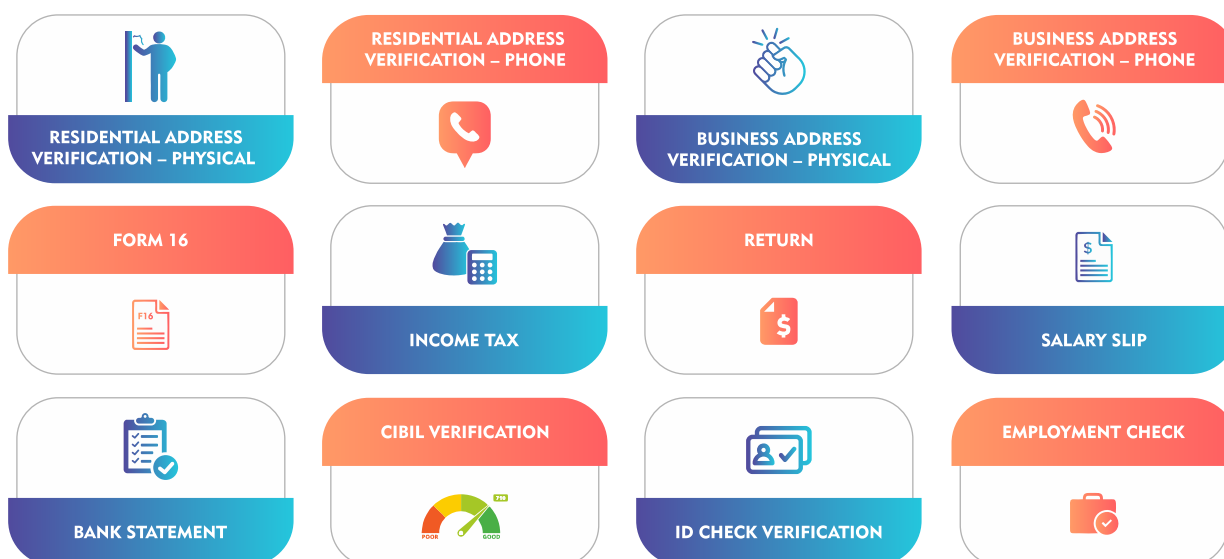 RESIDENTIAL ADDRESS
VERIFICATION – PHYSICAL
RESIDENTIAL ADDRESS
VERIFICATION – PHONE
BUSINESS ADDRESS
VERIFICATION – PHYSICAL
BUSINESS ADDRESS
VERIFICATION – PHONE
FORM 16
F16
INCOME TAX
RETURN
$
$
SALARY SLIP
BANK STATEMENT
CIBIL VERIFICATION
POOR
GOOD
ID CHECK VERIFICATION
EMPLOYMENT CHECK